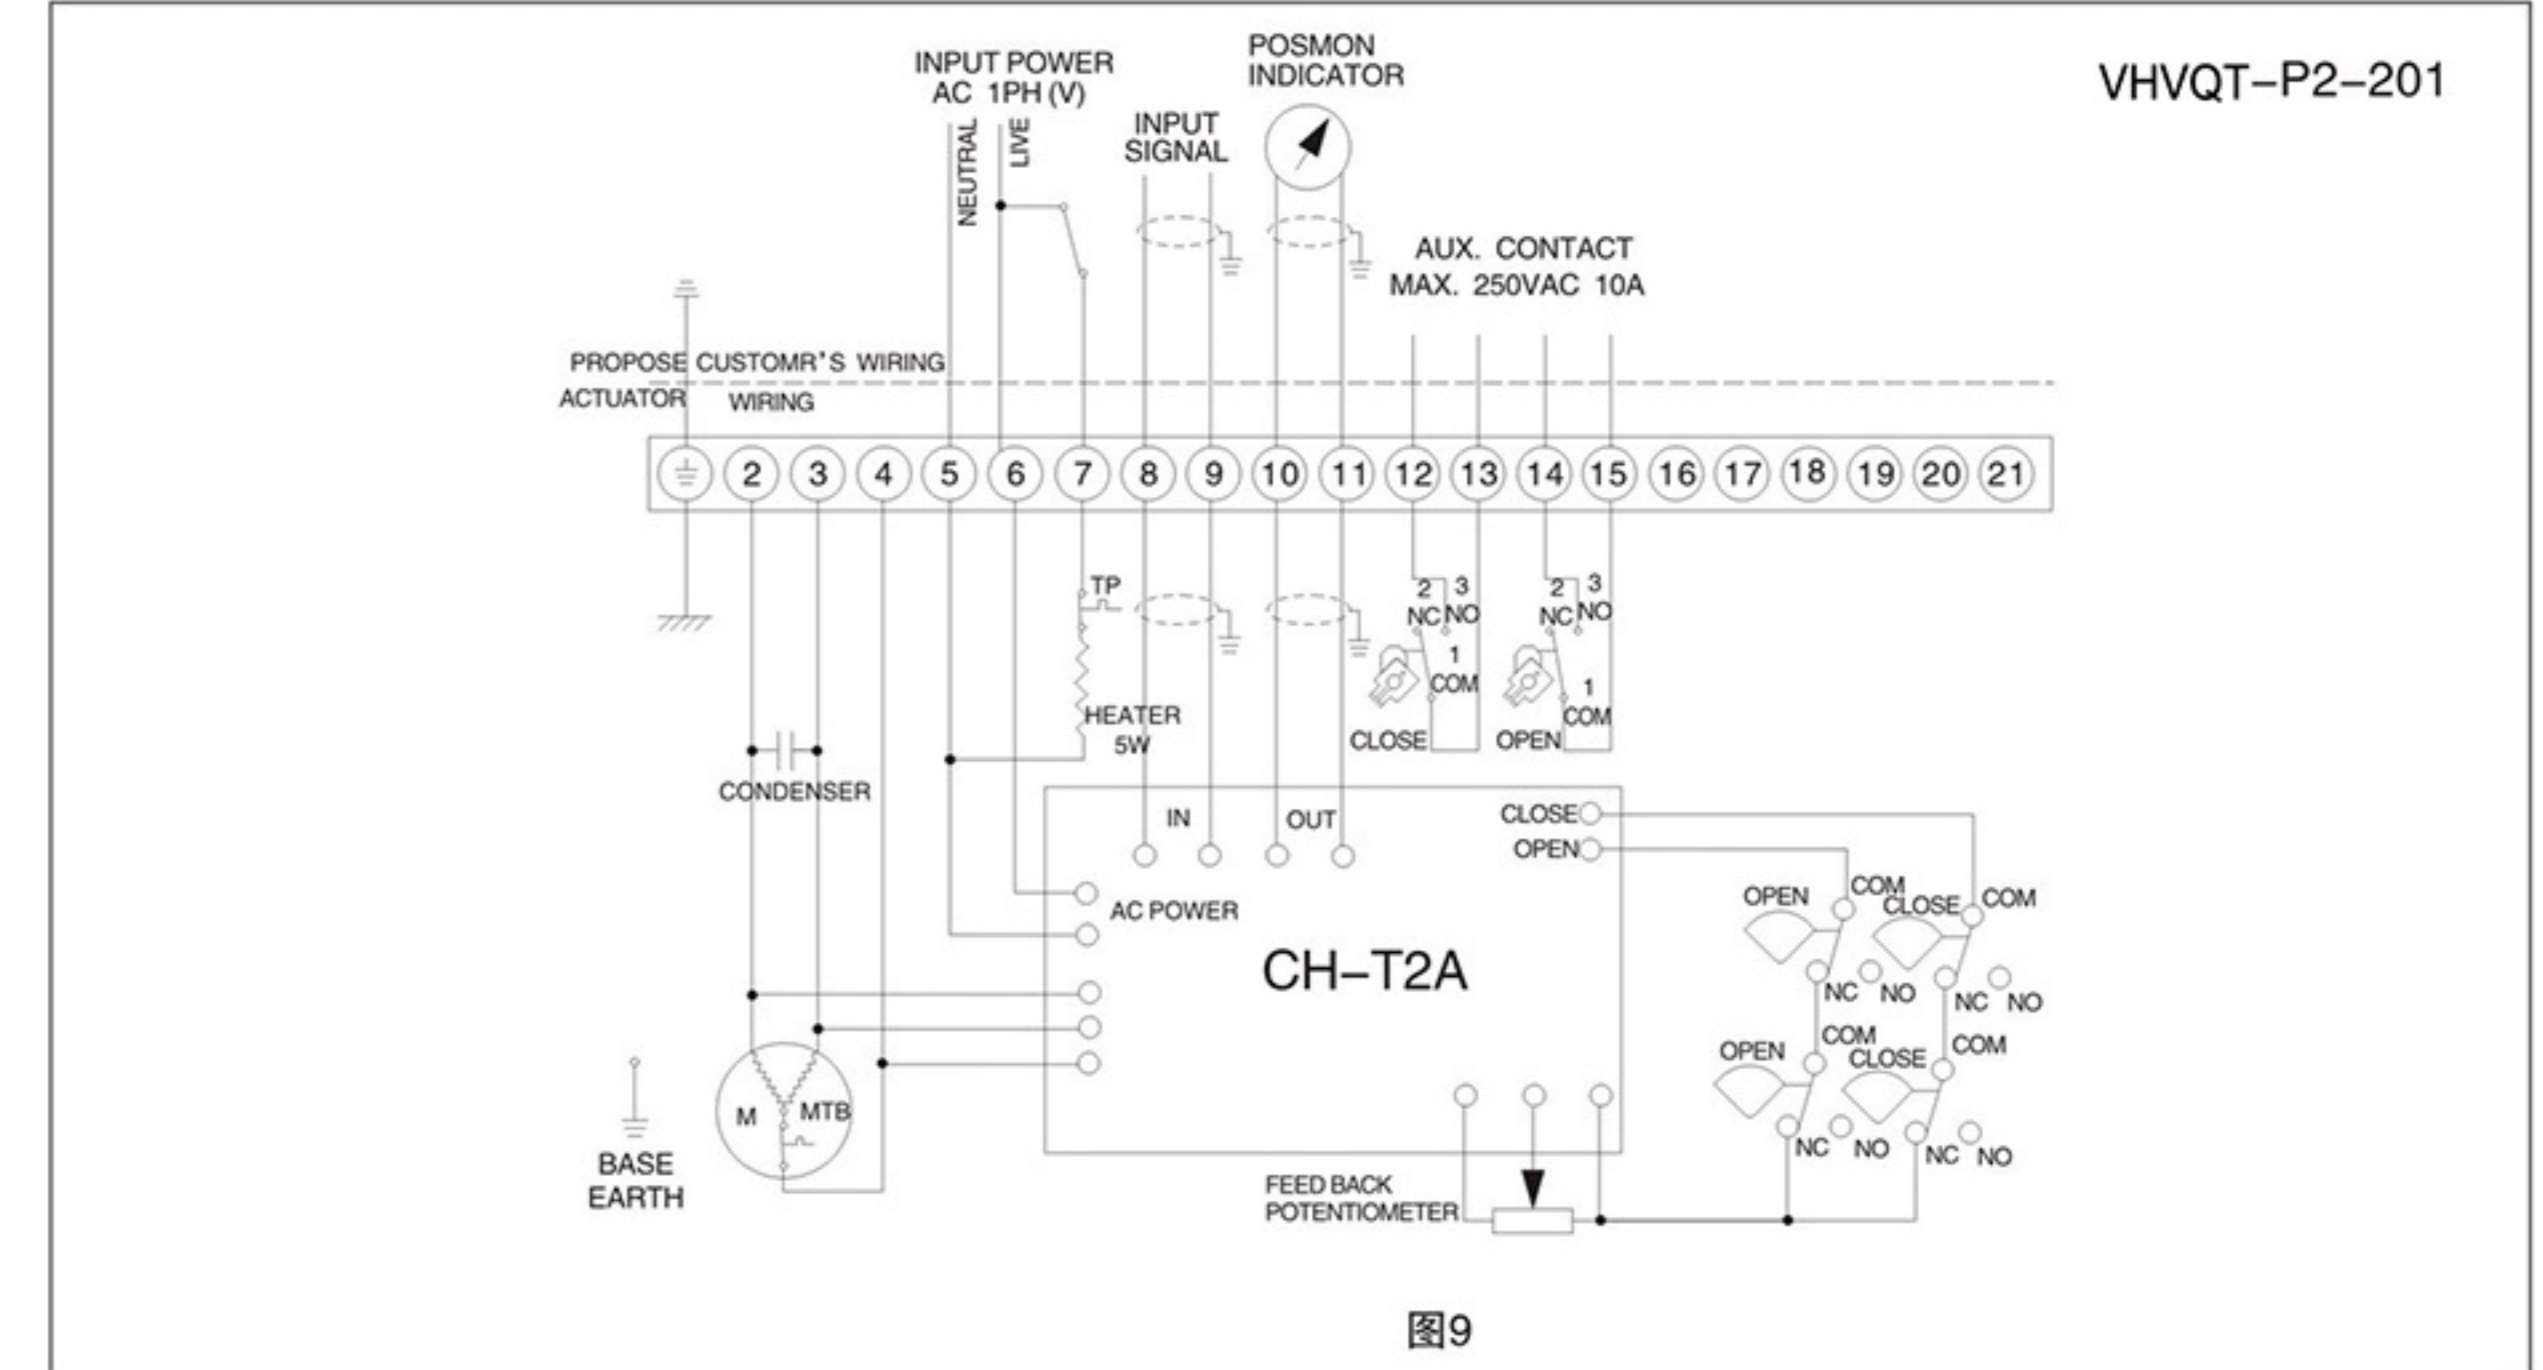 VHVQT-P2-201
INPUT POWER
AC 1PH (V)
NEUTRAL
LIVE
INPUT
SIGNAL
POSMON
INDICATOR
AUX. CONTACT
MAX. 250VAC 10A
PROPOSE CUSTOMR'S WIRING
ACTUATOR WIRING
2 3 4 5 6 7 8 9 10 11 12 13 14 15 16 17 18 19 20 21
TP
HEATER
5W
2 3
NC NO
1
COM
CLOSE
2 3
NC NO
1
COM
OPEN
CONDENSER
IN
OUT
CLOSE
OPEN
AC POWER
CH-T2A
M
MTB
BASE
EARTH
FEED BACK
POTENTIOMETER
OPEN
COM
NC NO
CLOSE
COM
NC NO
OPEN
COM
NC NO
CLOSE
COM
NC NO
图9